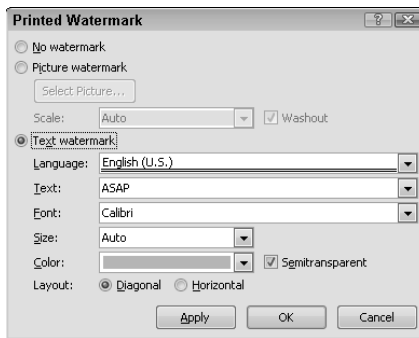 Printed Watermark
No watermark
Picture watermark
Select Picture...
Scale: Auto Washout
Text watermark
Language: English (U.S.)
Text: ASAP
Font: Calibri
Size: Auto
Color: Semitransparent
Layout: Diagonal Horizontal
Apply OK Cancel